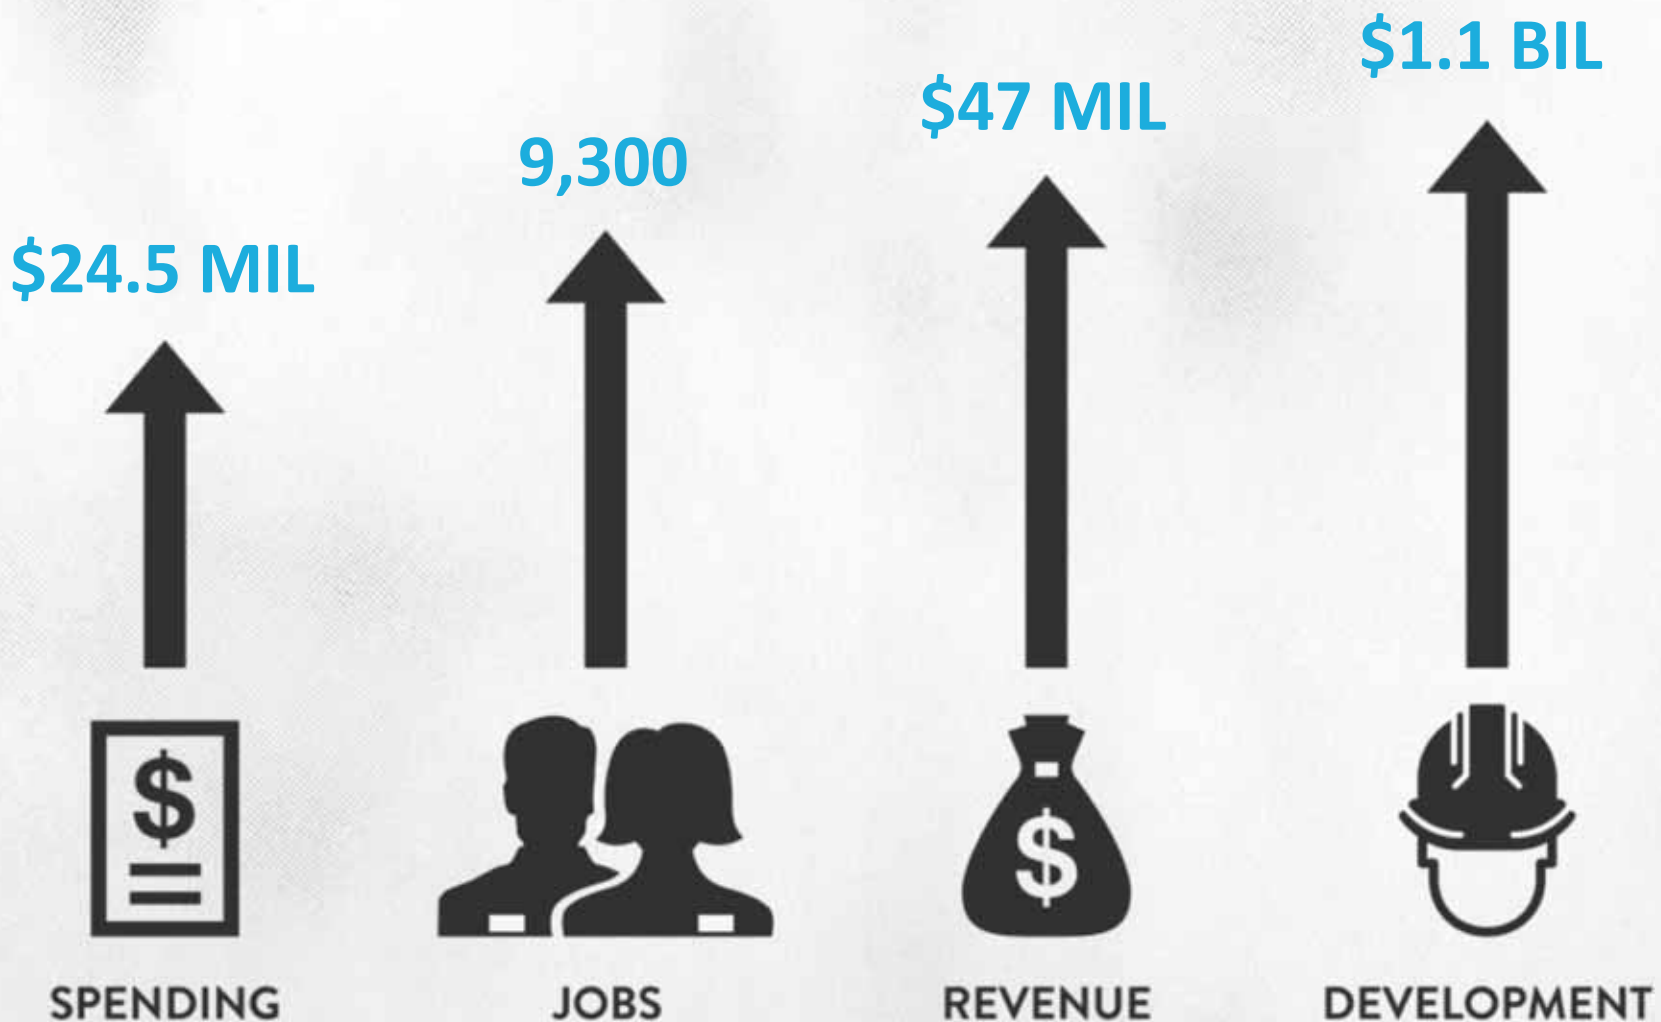 $24.5 MIL
9,300
$47 MIL
$1.1 BIL
$
$
SPENDING
JOBS
REVENUE
DEVELOPMENT